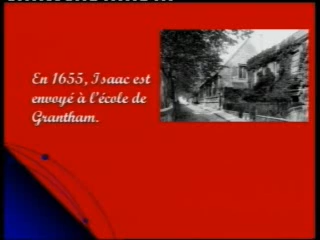 En 1655, Isaac est
envoyé à l'école de
Grantham.